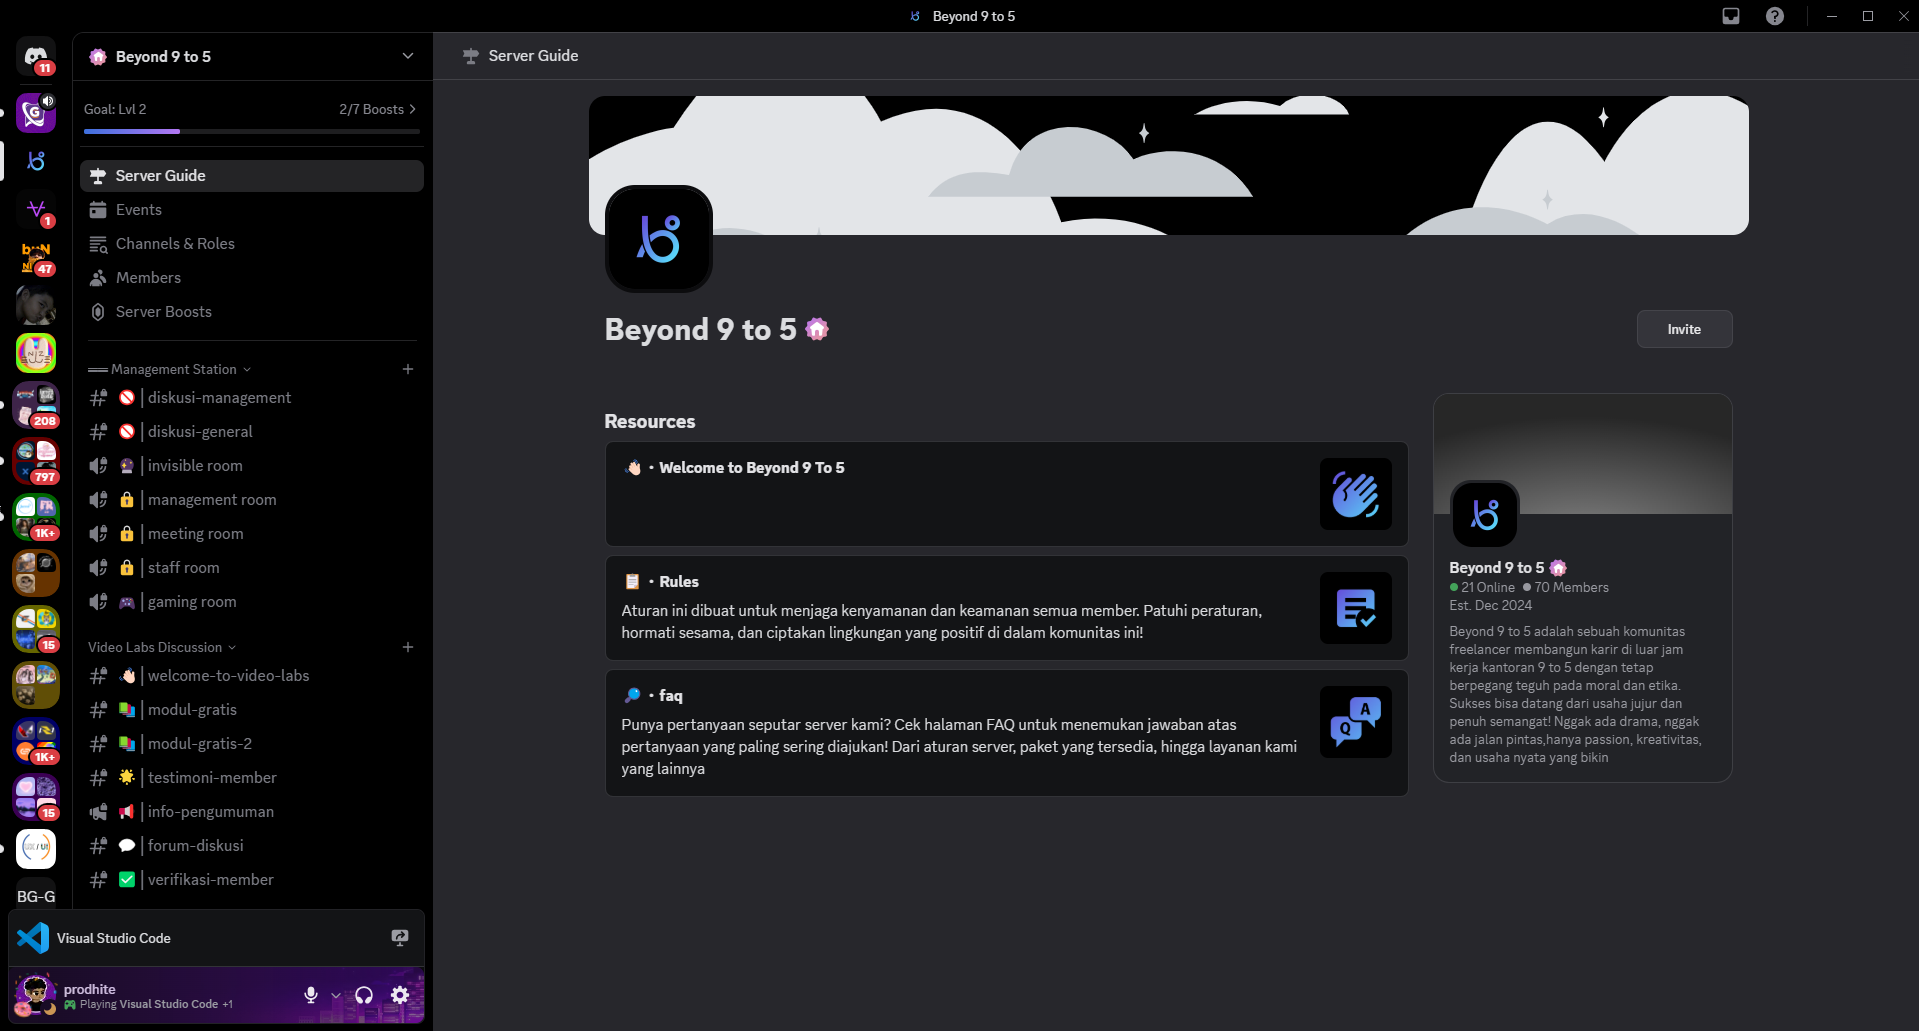 Beyond 9 to 5
11
1
47
208
797
1K+
15
1K+
15
UX / UI
BG-G
Beyond 9 to 5
Goal: Lvl 2
2/7 Boosts
Server Guide
Events
Channels & Roles
Members
Server Boosts
Management Station
diskusi-management
diskusi-general
invisible room
management room
meeting room
staff room
gaming room
Video Labs Discussion
welcome-to-video-labs
modul-gratis
modul-gratis-2
testimoni-member
info-pengumuman
forum-diskusi
verifikasi-member
Visual Studio Code
prodhite
Playing Visual Studio Code +1
Server Guide
Beyond 9 to 5
Invite
Resources
• Welcome to Beyond 9 To 5
• Rules
Aturan ini dibuat untuk menjaga kenyamanan dan keamanan semua member. Patuhi peraturan,
hormati sesama, dan ciptakan lingkungan yang positif di dalam komunitas ini!
• faq
Punya pertanyaan seputar server kami? Cek halaman FAQ untuk menemukan jawaban atas
pertanyaan yang paling sering diajukan! Dari aturan server, paket yang tersedia, hingga layanan kami
yang lainnya
A
Q
Beyond 9 to 5
21 Online 70 Members
Est. Dec 2024
Beyond 9 to 5 adalah sebuah komunitas
freelancer membangun karir di luar jam
kerja kantoran 9 to 5 dengan tetap
berpegang teguh pada moral dan etika.
Sukses bisa datang dari usaha jujur dan
penuh semangat! Nggak ada drama, nggak
ada jalan pintas,hanya passion, kreativitas,
dan usaha nyata yang bikin